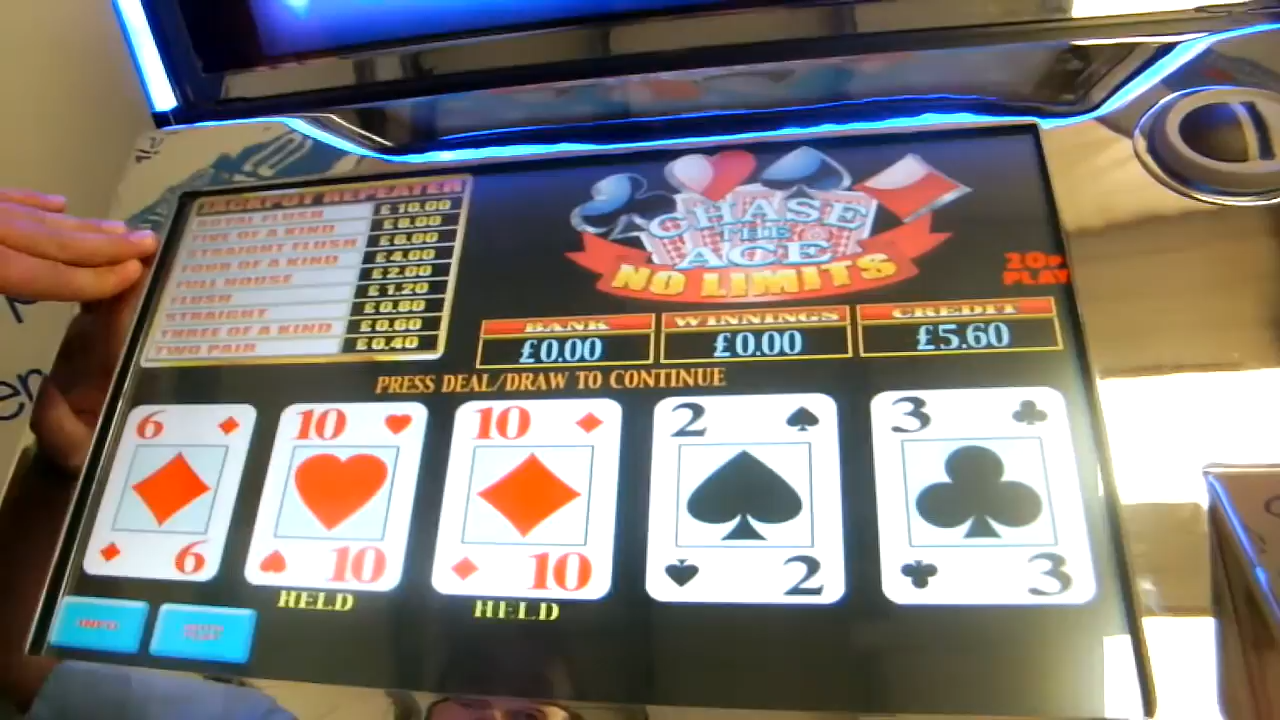 JACKPOT REPEATER
ROYAL FLUSH £10.00
FIVE OF A KIND £8.00
STRAIGHT FLUSH £6.00
FOUR OF A KIND £4.00
FULL HOUSE £2.00
FLUSH £1.20
STRAIGHT £0.80
THREE OF A KIND £0.60
TWO PAIR £0.40
CHASE
THE
ACE
NO LIMITS
20P
PLAY
BANK WINNINGS CREDIT
£0.00 £0.00 £5.60
PRESS DEAL/DRAW TO CONTINUE
6 10 10 2 3
6 10 10 2 3
HELD HELD
INFO